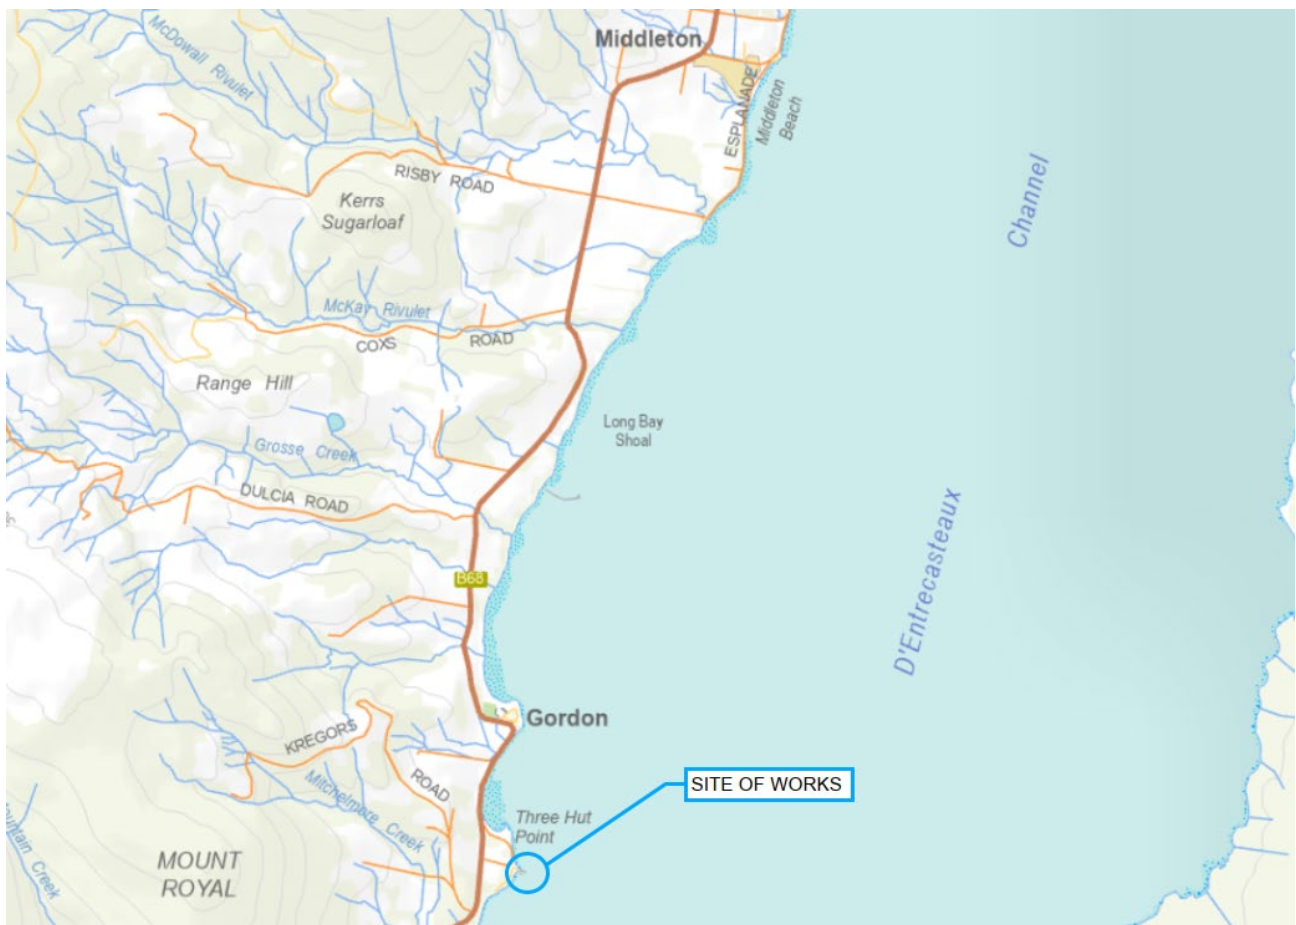 Middleton
McDowall Rivulet
ESPLANADE
Middleton
Beach
RISBY ROAD
Kerrs
Sugarloaf
Channel
McKay Rivulet
COXS ROAD
Range Hill
Long Bay
Shoal
Grosse Creek
DULCIA ROAD
D'Entrecasteaux
B68
Gordon
KREGORS ROAD
SITE OF WORKS
Mitchelmore Creek
Three Hut
Point
MOUNT
ROYAL
Creek